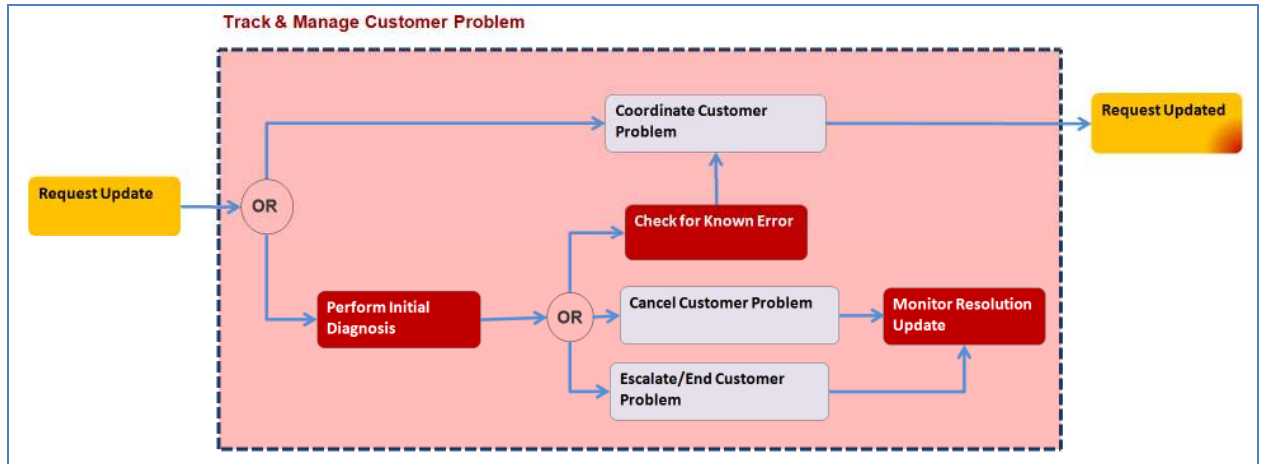 Track & Manage Customer Problem
Coordinate Customer
Problem
Request Updated
Request Update
OR
Check for Known Error
Perform Initial
Diagnosis
OR
Cancel Customer Problem
Monitor Resolution
Update
Escalate/End Customer
Problem